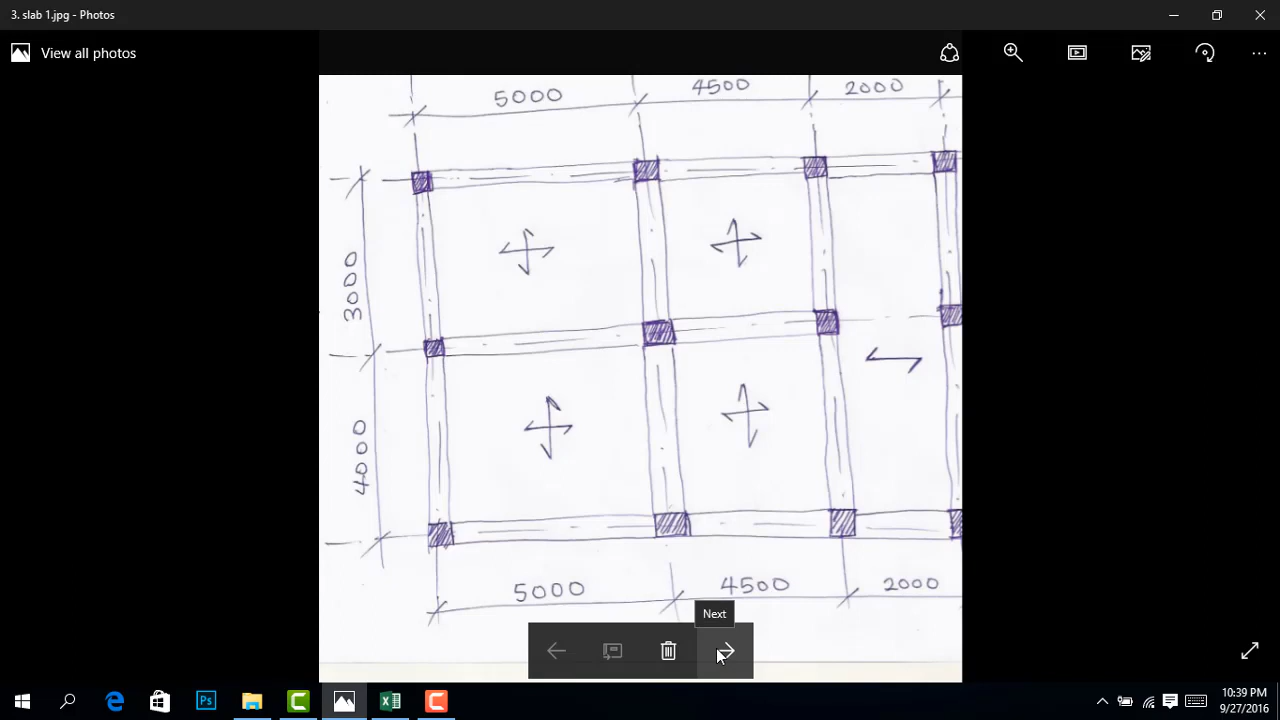 3. slab 1.jpg - Photos
View all photos
5000 4500 2000
3000
4000
5000 4500 2000
Next
Ps
10:39 PM
9/27/2016